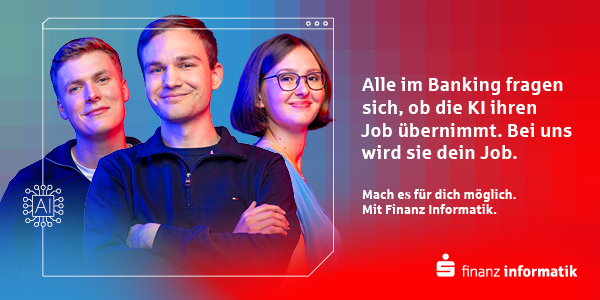 Alle im Banking fragen
sich, ob die KI ihren
Job übernimmt. Bei uns
wird sie dein Job.
Mach es für dich möglich.
Mit Finanz Informatik.
AI
finanz informatik